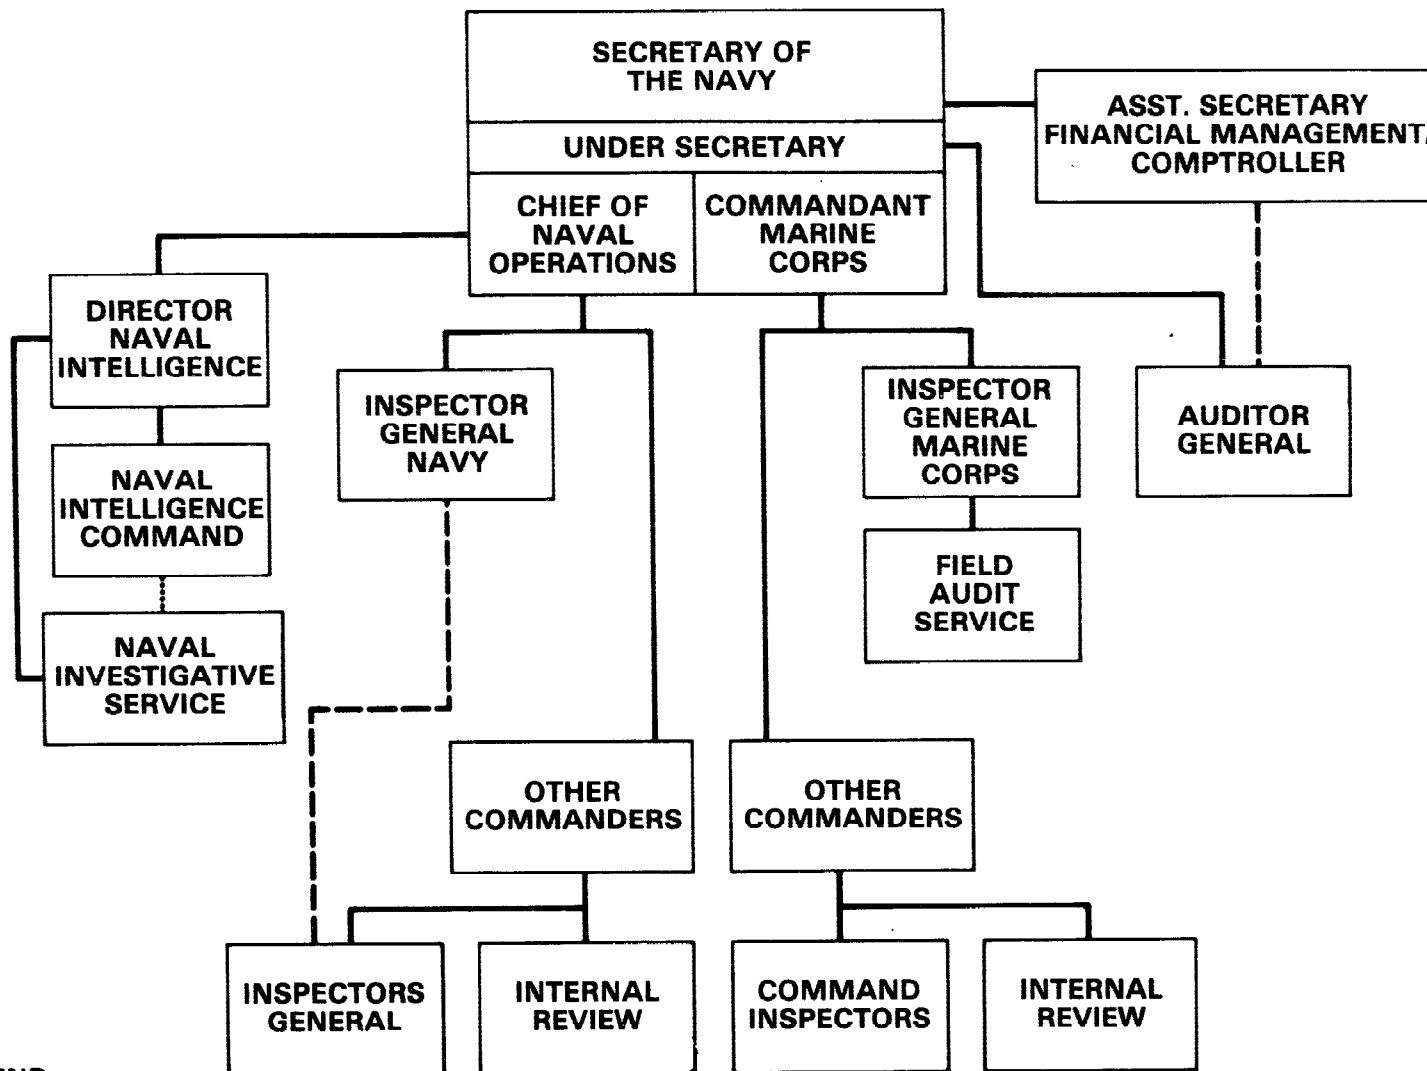 SECRETARY OF
THE NAVY
ASST. SECRETARY
FINANCIAL MANAGEMENT/
COMPTROLLER
UNDER SECRETARY
CHIEF OF
NAVAL
OPERATIONS
COMMANDANT
MARINE
CORPS
DIRECTOR
NAVAL
INTELLIGENCE
INSPECTOR
GENERAL
NAVY
INSPECTOR
GENERAL
MARINE
CORPS
AUDITOR
GENERAL
NAVAL
INTELLIGENCE
COMMAND
FIELD
AUDIT
SERVICE
NAVAL
INVESTIGATIVE
SERVICE
OTHER
COMMANDERS
OTHER
COMMANDERS
INSPECTORS
GENERAL
INTERNAL
REVIEW
COMMAND
INSPECTORS
INTERNAL
REVIEW